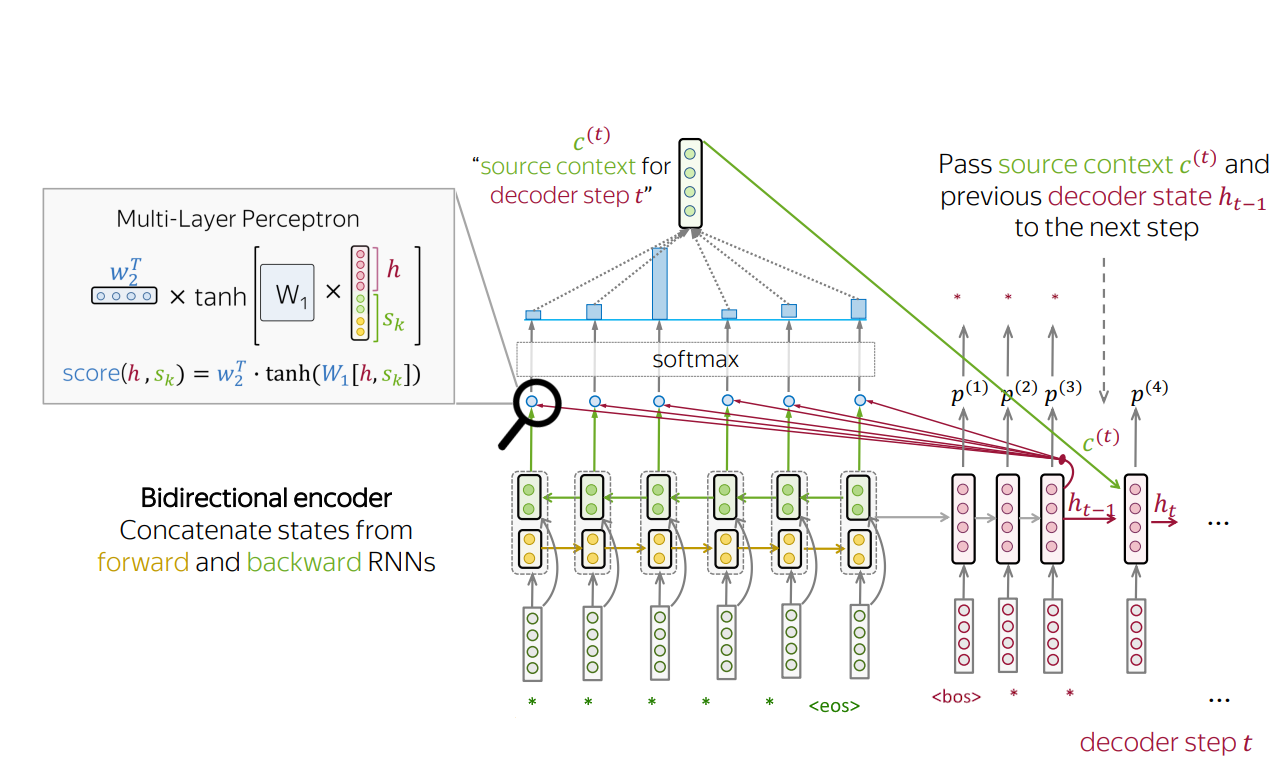 c^(t)
“source context for
decoder step t”
Pass source context c^(t) and
previous decoder state h_{t-1}
to the next step
Multi-Layer Perceptron
w_2^T
× tanh [ W_1 × ] h
s_k
score(h , s_k) = w_2^T · tanh(W_1[h, s_k])
* * *
softmax
p^(1) p^(2) p^(3) p^(4)
c^(t)
Bidirectional encoder
Concatenate states from
forward and backward RNNs
h_{t-1} h_t ...
* * * * * <eos> <bos> * * ...
decoder step t